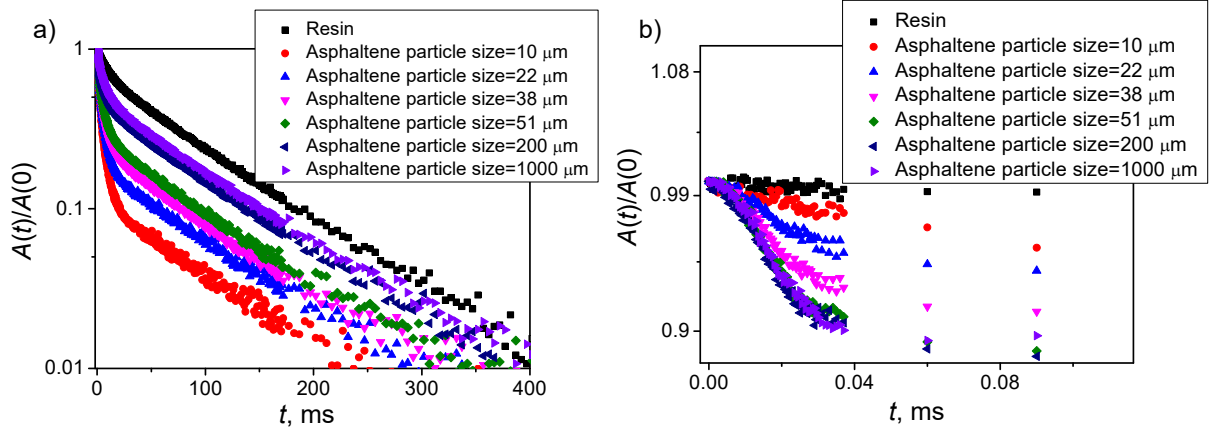 a)
Resin
Asphaltene particle size=10 μm
Asphaltene particle size=22 μm
Asphaltene particle size=38 μm
Asphaltene particle size=51 μm
Asphaltene particle size=200 μm
Asphaltene particle size=1000 μm
1
0.1
0.01
A(t)/A(0)
0
100
200
300
400
t, ms
b)
Resin
Asphaltene particle size=10 μm
Asphaltene particle size=22 μm
Asphaltene particle size=38 μm
Asphaltene particle size=51 μm
Asphaltene particle size=200 μm
Asphaltene particle size=1000 μm
1.08
0.99
0.9
A(t)/A(0)
0.00
0.04
0.08
t, ms